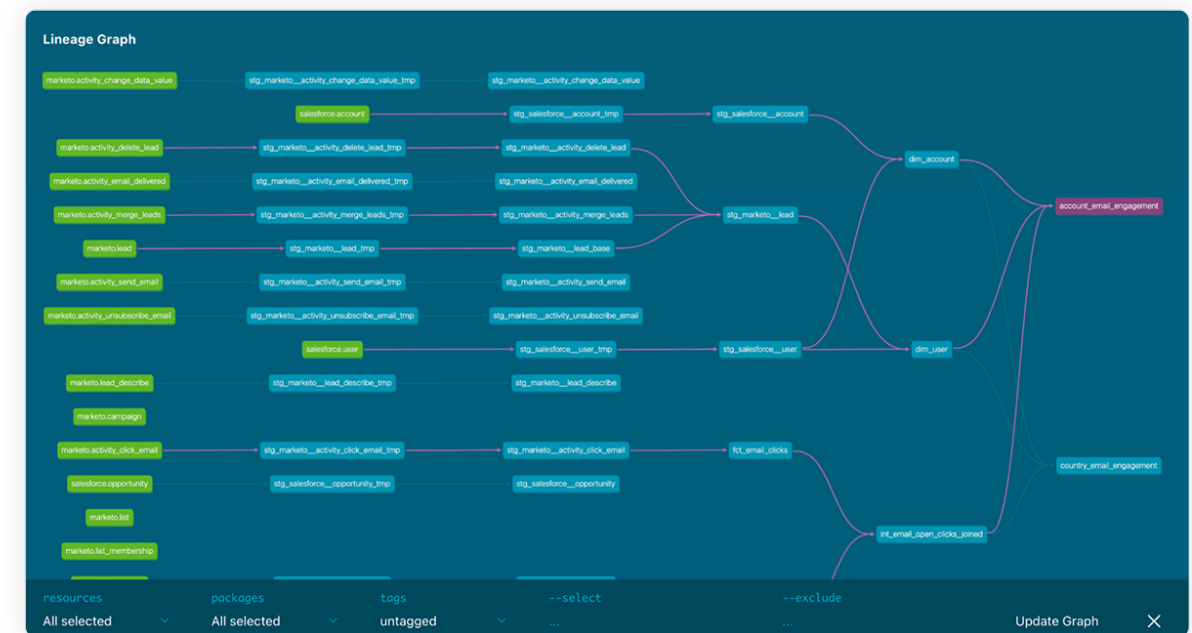 Lineage Graph
marketo.activity_change_data_value stg_marketo__activity_change_data_value_tmp stg_marketo__activity_change_data_value
salesforce.account stg_salesforce__account_tmp stg_salesforce__account
marketo.activity_delete_lead stg_marketo__activity_delete_lead_tmp stg_marketo__activity_delete_lead
dim_account
marketo.activity_email_delivered stg_marketo__activity_email_delivered_tmp stg_marketo__activity_email_delivered
account_email_engagement
marketo.activity_merge_leads stg_marketo__activity_merge_leads_tmp stg_marketo__activity_merge_leads stg_marketo__lead
marketo.lead stg_marketo__lead_tmp stg_marketo__lead_base
marketo.activity_send_email stg_marketo__activity_send_email_tmp stg_marketo__activity_send_email
marketo.activity_unsubscribe_email stg_marketo__activity_unsubscribe_email_tmp stg_marketo__activity_unsubscribe_email
salesforce.user stg_salesforce__user_tmp stg_salesforce__user dim_user
marketo.lead_describe stg_marketo__lead_describe_tmp stg_marketo__lead_describe
marketo.campaign
marketo.activity_click_email stg_marketo__activity_click_email_tmp stg_marketo__activity_click_email fct_email_clicks
country_email_engagement
salesforce.opportunity stg_salesforce__opportunity_tmp stg_salesforce__opportunity
marketo.list
int_email_open_clicks_joined
marketo.list_membership
resources packages tags --select --exclude
All selected All selected untagged ... ... Update Graph